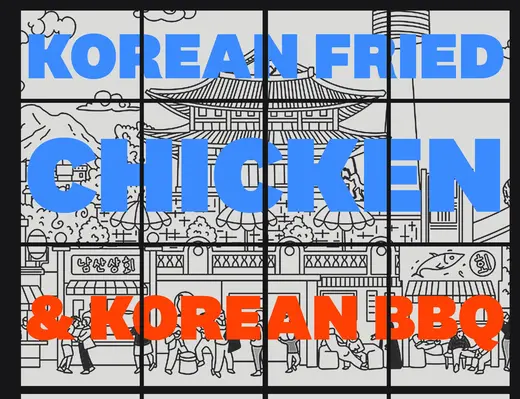 KOREAN FRIED
CHICKEN
남산상회
회
& KOREAN BBQ